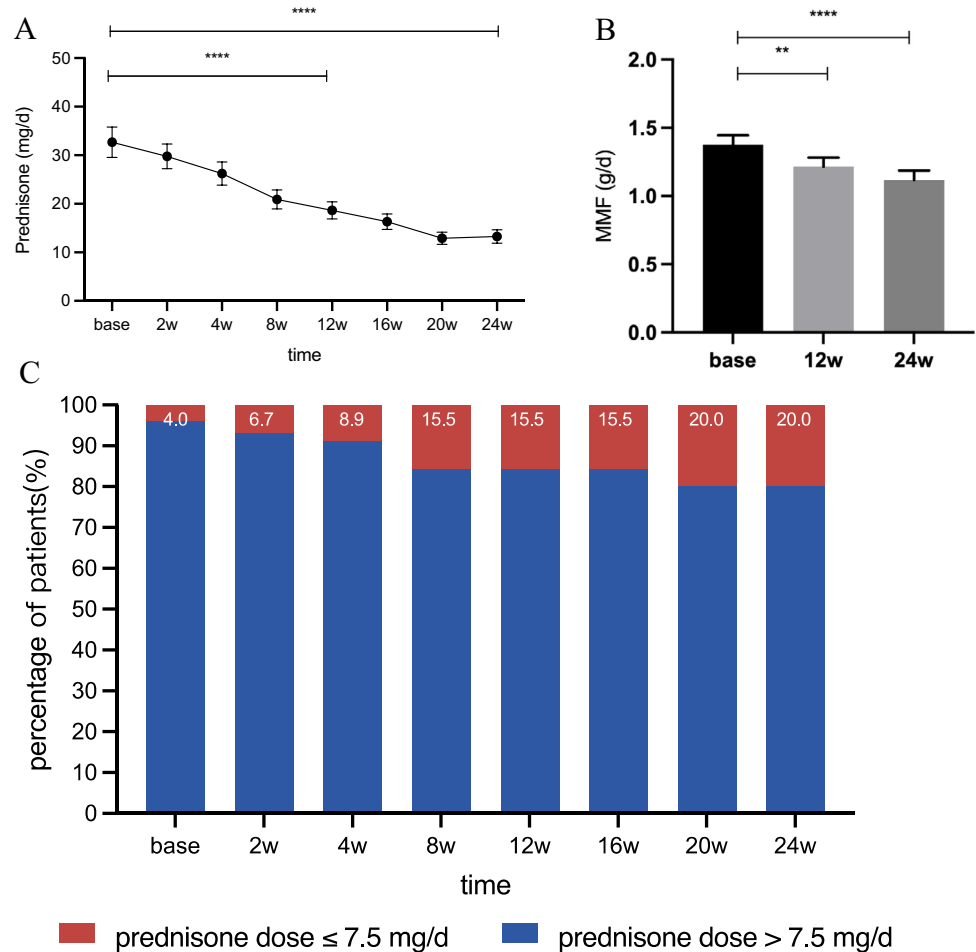 A
****
****
50
40
30
20
10
0
Prednisone (mg/d)
base 2w 4w 8w 12w 16w 20w 24w
time
B
****
**
2.0
1.5
1.0
0.5
0.0
MMF (g/d)
base 12w 24w
C
100
90
80
70
60
50
40
30
20
10
0
percentage of patients(%)
4.0 6.7 8.9 15.5 15.5 15.5 20.0 20.0
base 2w 4w 8w 12w 16w 20w 24w
time
prednisone dose ≤ 7.5 mg/d prednisone dose > 7.5 mg/d